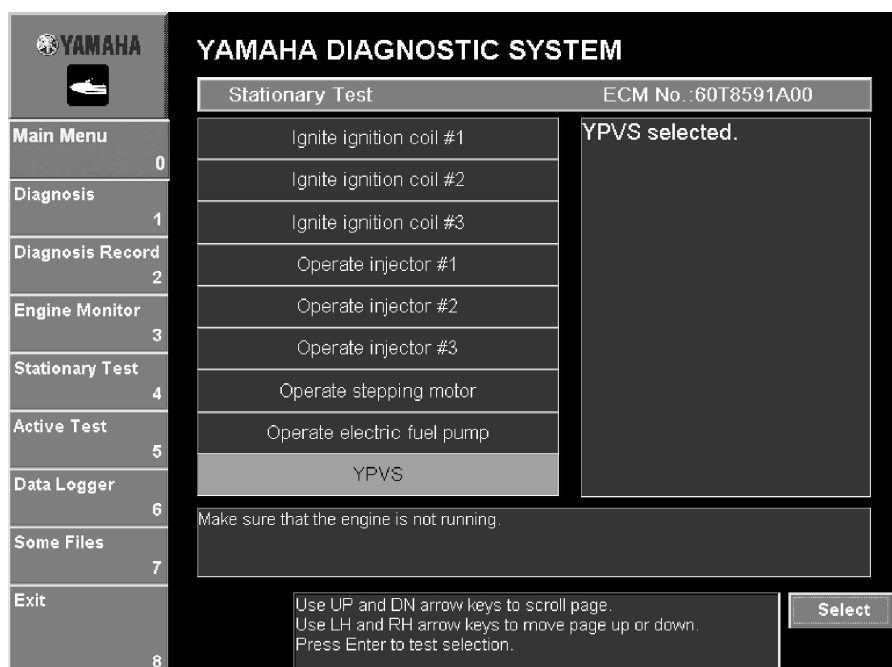 YAMAHA
YAMAHA DIAGNOSTIC SYSTEM
Stationary Test ECM No.:60T8591A00
Main Menu
0
Diagnosis
1
Diagnosis Record
2
Engine Monitor
3
Stationary Test
4
Active Test
5
Data Logger
6
Some Files
7
Exit
8
Ignite ignition coil #1
Ignite ignition coil #2
Ignite ignition coil #3
Operate injector #1
Operate injector #2
Operate injector #3
Operate stepping motor
Operate electric fuel pump
YPVS
YPVS selected.
Make sure that the engine is not running.
Use UP and DN arrow keys to scroll page.
Use LH and RH arrow keys to move page up or down.
Press Enter to test selection.
Select